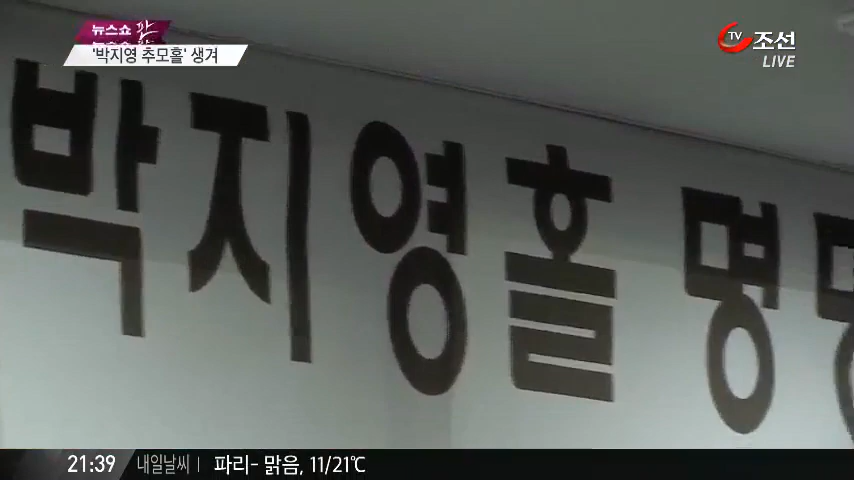 뉴스쇼 판
'박지영 추모홀' 생겨
TV조선
LIVE
박지영홀 명
21:39 내일날씨 | 파리- 맑음, 11/21℃